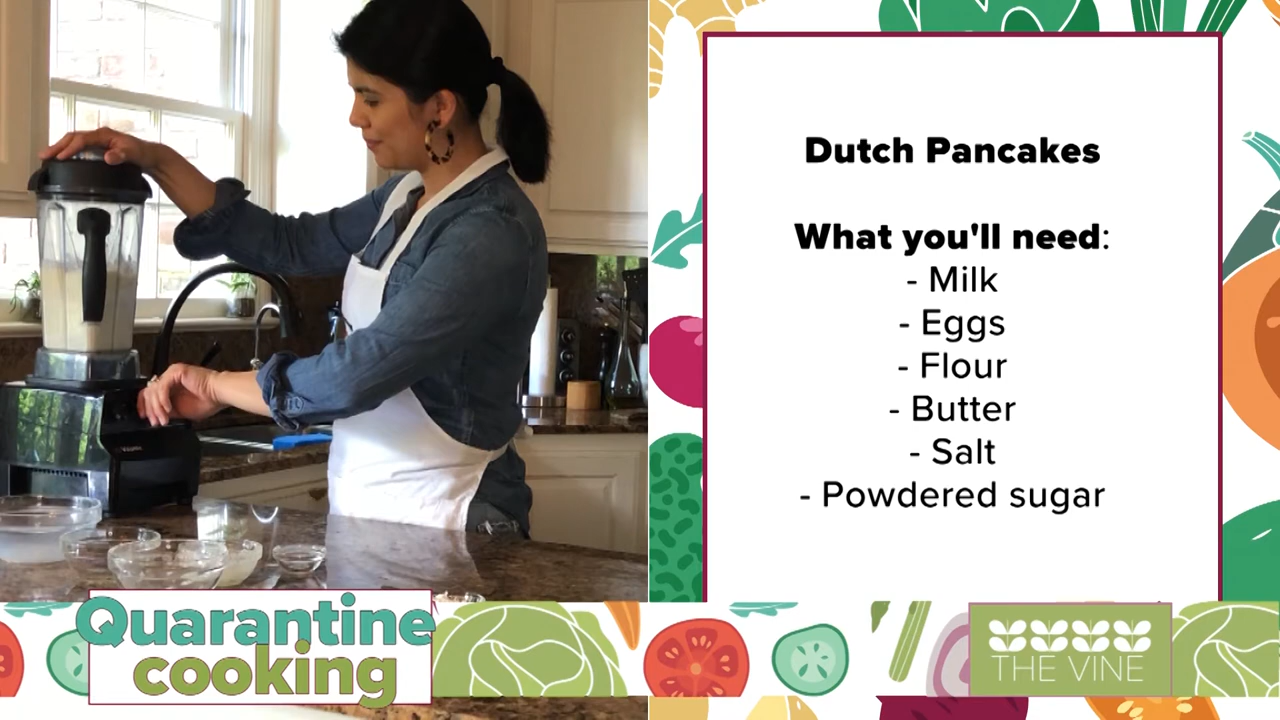 Dutch Pancakes
What you'll need:
- Milk
- Eggs
- Flour
- Butter
- Salt
- Powdered sugar
Quarantine
cooking
THE VINE